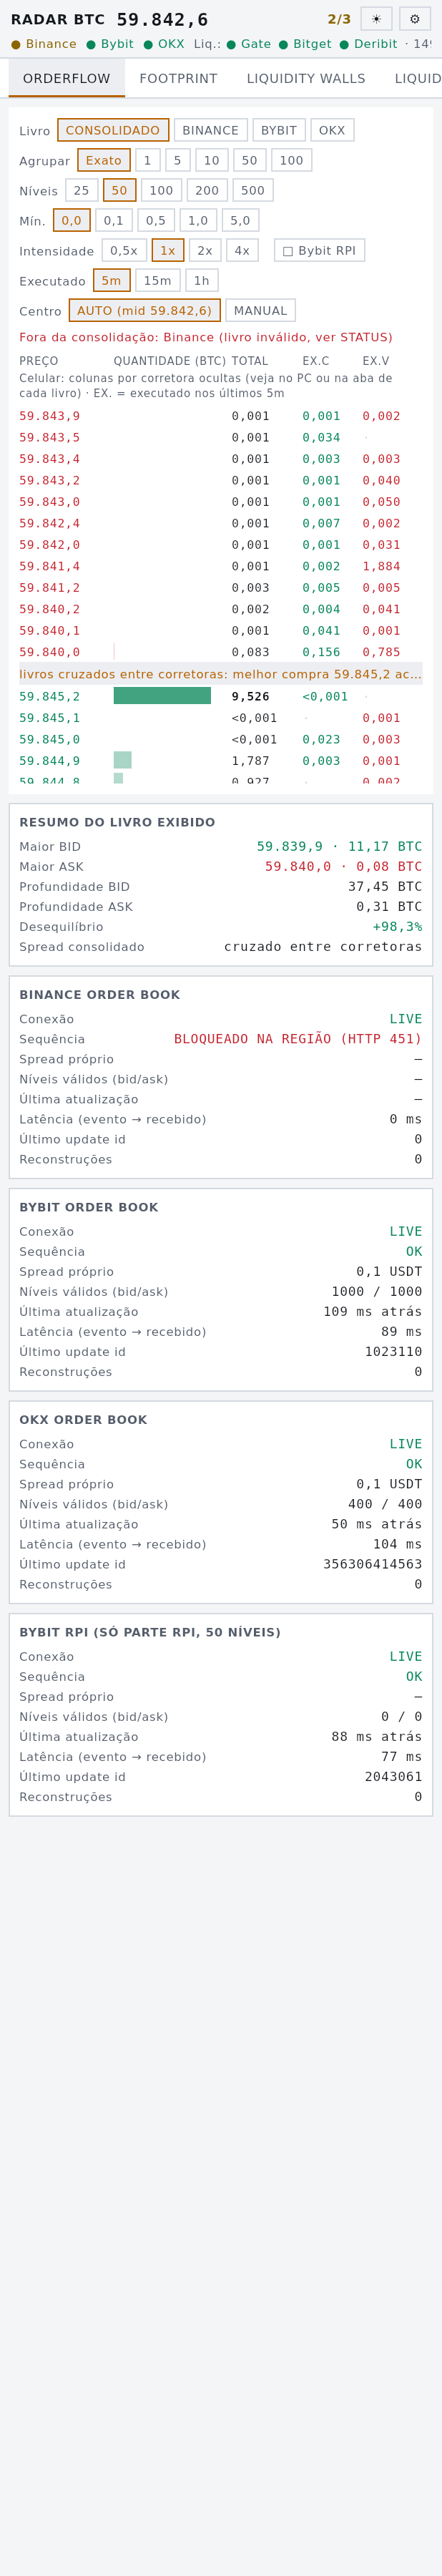 RADAR BTC 59.842,6 2/3 ☀ ⚙
● Binance ● Bybit ● OKX Liq.: ● Gate ● Bitget ● Deribit · 149
ORDERFLOW FOOTPRINT LIQUIDITY WALLS LIQUID
Livro CONSOLIDADO BINANCE BYBIT OKX
Agrupar Exato 1 5 10 50 100
Níveis 25 50 100 200 500
Mín. 0,0 0,1 0,5 1,0 5,0
Intensidade 0,5x 1x 2x 4x □ Bybit RPI
Executado 5m 15m 1h
Centro AUTO (mid 59.842,6) MANUAL
Fora da consolidação: Binance (livro inválido, ver STATUS)
PREÇO QUANTIDADE (BTC) TOTAL EX.C EX.V
Celular: colunas por corretora ocultas (veja no PC ou na aba de
cada livro) · EX. = executado nos últimos 5m
59.843,9 0,001 0,001 0,002
59.843,5 0,001 0,034 ·
59.843,4 0,001 0,003 0,003
59.843,2 0,001 0,001 0,040
59.843,0 0,001 0,001 0,050
59.842,4 0,001 0,007 0,002
59.842,0 0,001 0,001 0,031
59.841,4 0,001 0,002 1,884
59.841,2 0,003 0,005 0,005
59.840,2 0,002 0,004 0,041
59.840,1 0,001 0,041 0,001
59.840,0 0,083 0,156 0,785
livros cruzados entre corretoras: melhor compra 59.845,2 ac…
59.845,2 9,526 <0,001 ·
59.845,1 <0,001 · 0,001
59.845,0 <0,001 0,023 0,003
59.844,9 1,787 0,003 0,001
59.844,8 0,927 · 0,002
RESUMO DO LIVRO EXIBIDO
Maior BID 59.839,9 · 11,17 BTC
Maior ASK 59.840,0 · 0,08 BTC
Profundidade BID 37,45 BTC
Profundidade ASK 0,31 BTC
Desequilíbrio +98,3%
Spread consolidado cruzado entre corretoras
BINANCE ORDER BOOK
Conexão LIVE
Sequência BLOQUEADO NA REGIÃO (HTTP 451)
Spread próprio —
Níveis válidos (bid/ask) —
Última atualização —
Latência (evento → recebido) 0 ms
Último update id 0
Reconstruções 0
BYBIT ORDER BOOK
Conexão LIVE
Sequência OK
Spread próprio 0,1 USDT
Níveis válidos (bid/ask) 1000 / 1000
Última atualização 109 ms atrás
Latência (evento → recebido) 89 ms
Último update id 1023110
Reconstruções 0
OKX ORDER BOOK
Conexão LIVE
Sequência OK
Spread próprio 0,1 USDT
Níveis válidos (bid/ask) 400 / 400
Última atualização 50 ms atrás
Latência (evento → recebido) 104 ms
Último update id 356306414563
Reconstruções 0
BYBIT RPI (SÓ PARTE RPI, 50 NÍVEIS)
Conexão LIVE
Sequência OK
Spread próprio —
Níveis válidos (bid/ask) 0 / 0
Última atualização 88 ms atrás
Latência (evento → recebido) 77 ms
Último update id 2043061
Reconstruções 0